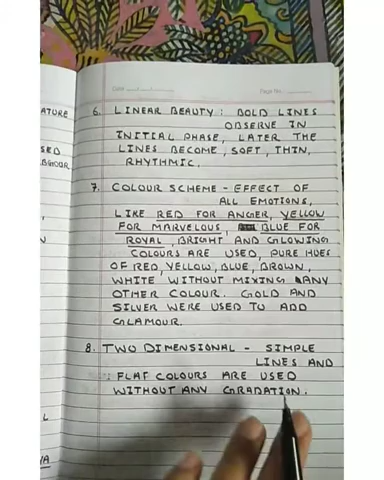 Date
Page No.
ATURE
SED
6. LINEAR BEAUTY: BOLD LINES
OBSERVE IN
INITIAL PHASE, LATER THE
LINES BECOME, SOFT, THIN,
RHYTHMIC.
7. COLOUR SCHEME - EFFECT OF
ALL EMOTIONS,
LIKE RED FOR ANGER, YELLOW
FOR MARVELOUS, BLUE FOR
ROYAL, BRIGHT AND GLOWING
COLOURS ARE USED, PURE HUES
OF RED, YELLOW, BLUE, BROWN,
WHITE WITHOUT MIXING ANY
OTHER COLOUR. GOLD AND
SILVER WERE USED TO ADD
GLAMOUR.
8. TWO DIMENSIONAL - SIMPLE
LINES AND
FLAT COLOURS ARE USED
WITHOUT ANY GRADATION.